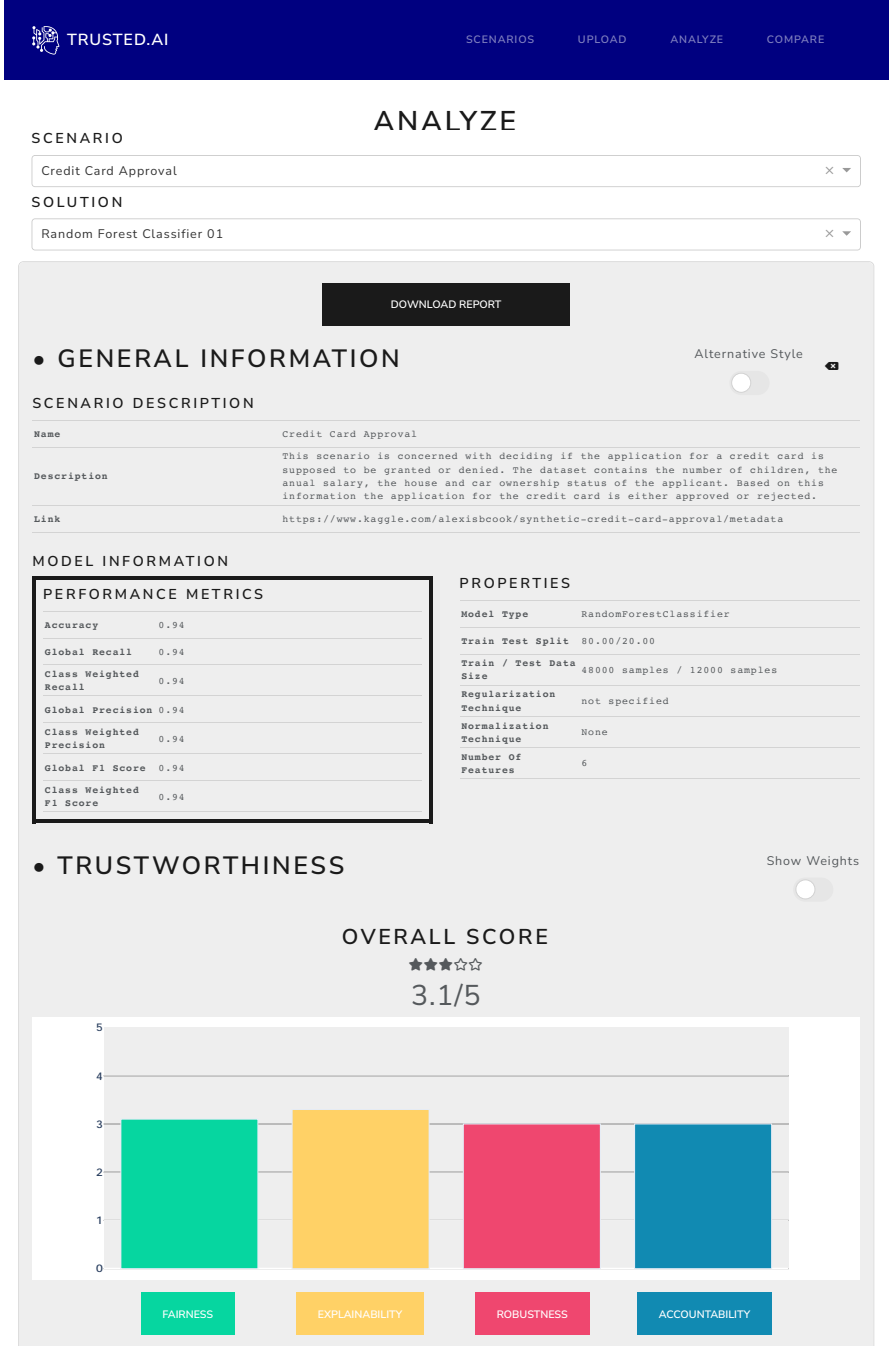 TRUSTED.AI
SCENARIOS UPLOAD ANALYZE COMPARE
ANALYZE
SCENARIO
Credit Card Approval
SOLUTION
Random Forest Classifier 01
DOWNLOAD REPORT
• GENERAL INFORMATION
Alternative Style
SCENARIO DESCRIPTION
Name Credit Card Approval
Description
This scenario is concerned with deciding if the application for a credit card is
supposed to be granted or denied. The dataset contains the number of children, the
anual salary, the house and car ownership status of the applicant. Based on this
information the application for the credit card is either approved or rejected.
Link https://www.kaggle.com/alexisbcook/synthetic-credit-card-approval/metadata
MODEL INFORMATION
PERFORMANCE METRICS
Accuracy 0.94
Global Recall 0.94
Class Weighted
Recall 0.94
Global Precision 0.94
Class Weighted
Precision 0.94
Global F1 Score 0.94
Class Weighted
F1 Score 0.94
PROPERTIES
Model Type RandomForestClassifier
Train Test Split 80.00/20.00
Train / Test Data
Size 48000 samples / 12000 samples
Regularization
Technique not specified
Normalization
Technique None
Number Of
Features 6
• TRUSTWORTHINESS
Show Weights
OVERALL SCORE
3.1/5
5
4
3
2
1
0
FAIRNESS EXPLAINABILITY ROBUSTNESS ACCOUNTABILITY